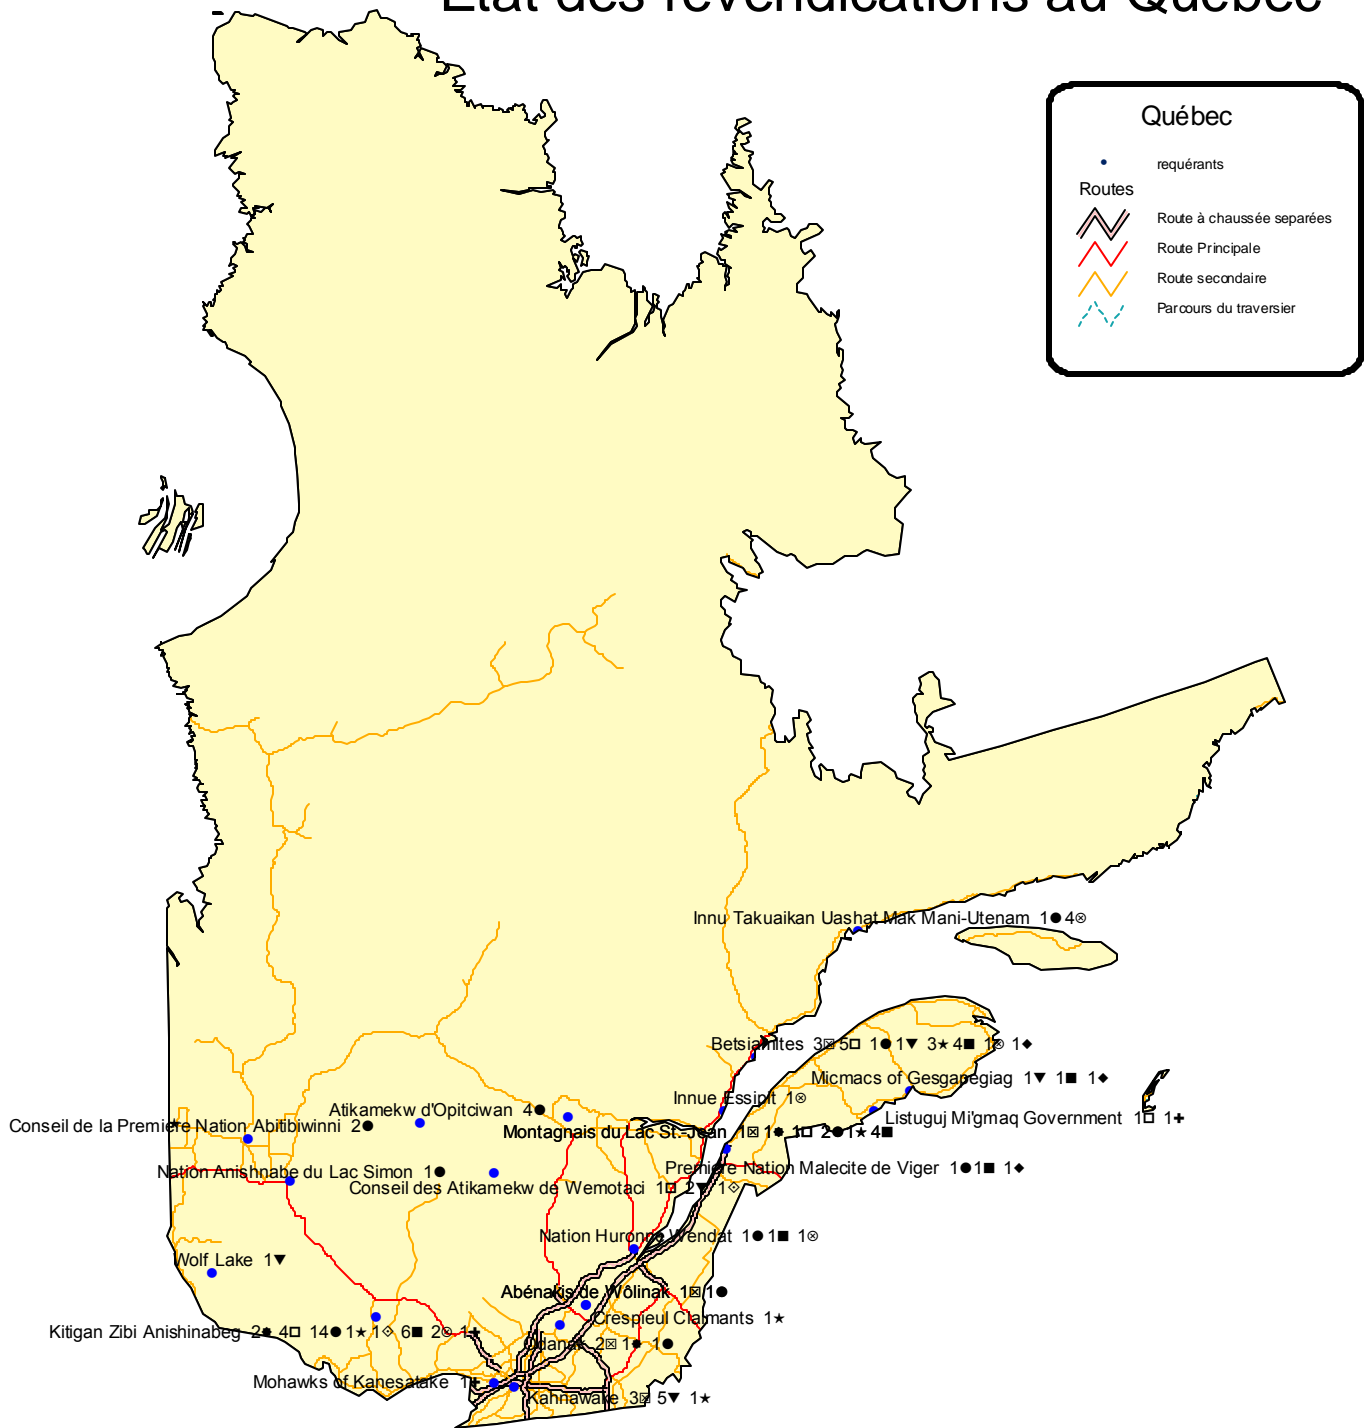 Etat des revendications au Québec
Québec
requérants
Routes
Route à chaussée separées
Route Principale
Route secondaire
Parcours du traversier
Innu Takuaikan Uashat Mak Mani-Utenam 1● 4⊗
Betsiamites 3⊠ 5□ 1● 1▼ 3★ 4■ 1⊗ 1◆
Micmacs of Gesgapegiag 1▼ 1■ 1◆
Innue Essipit 1⊗
Atikamekw d'Opitciwan 4●
Listuguj Mi'gmaq Government 1□ 1✚
Conseil de la Première Nation Abitibiwinni 2●
Montagnais du Lac St.-Jean 1⊠ 1✸ 1□ 2● 1★ 4■
Première Nation Malecite de Viger 1● 1■ 1◆
Nation Anishnabe du Lac Simon 1●
Conseil des Atikamekw de Wemotaci 1□ 2▼ 1◇
Nation Huronne Wendat 1● 1■ 1⊗
Wolf Lake 1▼
Abénakis de Wôlinak 1⊠ 1●
Crespieul Claimants 1★
Kitigan Zibi Anishinabeg 2✸ 4□ 14● 1★ 1◇ 6■ 2⊗ 1✚
Odanak 2⊠ 1✸ 1●
Mohawks of Kanesatake 1✚
Kahnawake 3⊠ 5▼ 1★